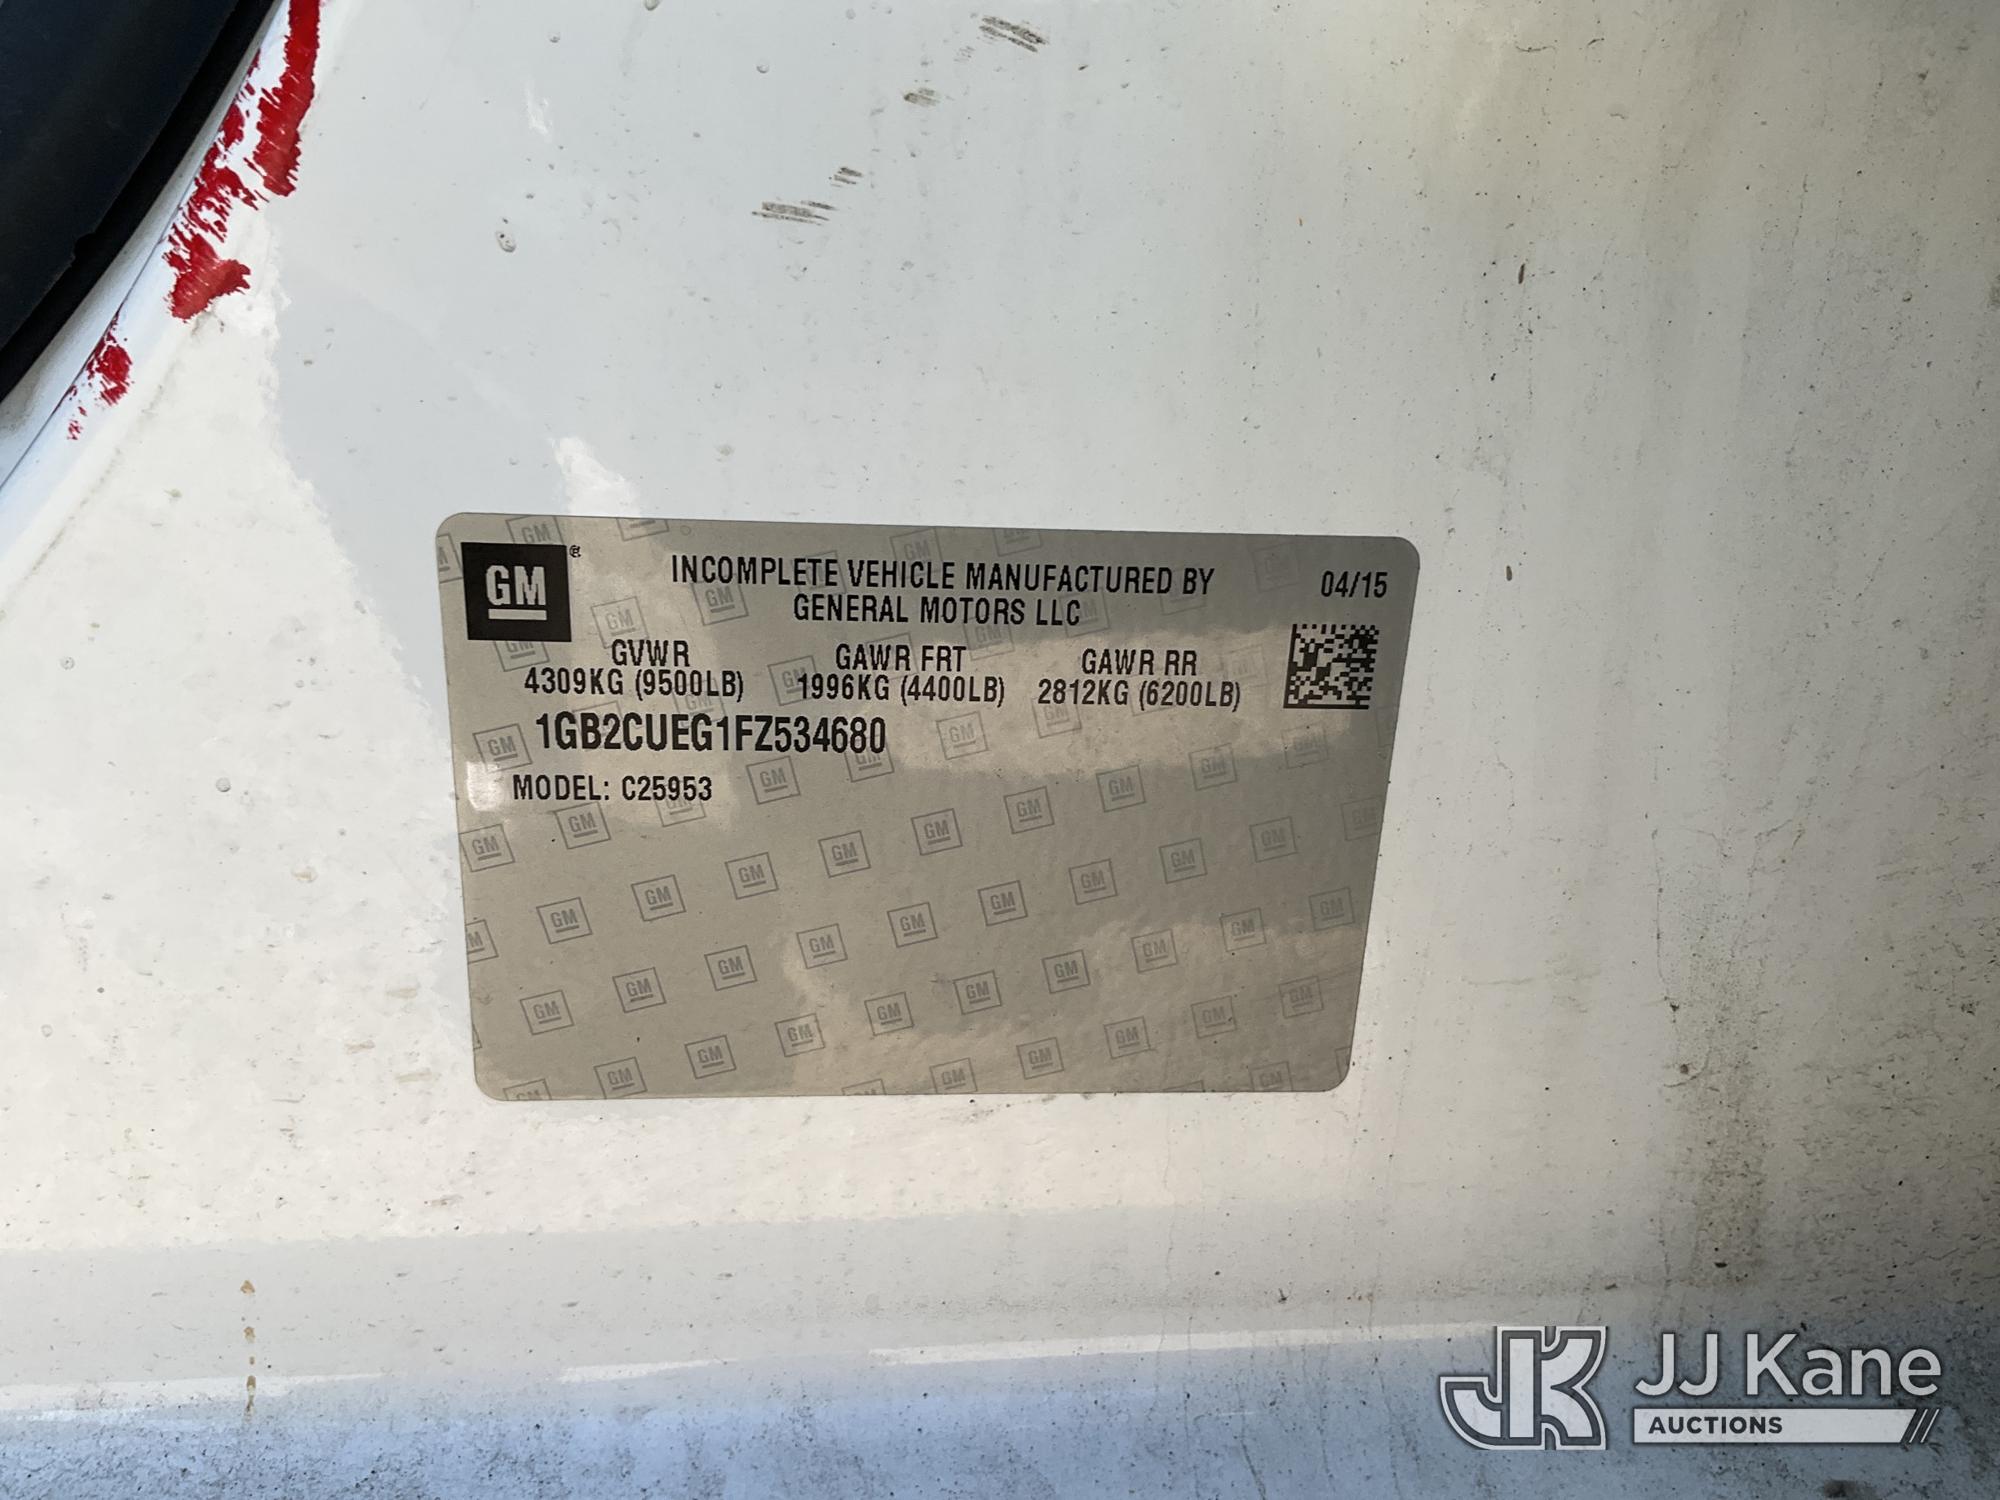 GM
INCOMPLETE VEHICLE MANUFACTURED BY
GENERAL MOTORS LLC
04/15
GVWR
4309KG (9500LB)
GAWR FRT
1996KG (4400LB)
GAWR RR
2812KG (6200LB)
1GB2CUEG1FZ534680
MODEL: C25953
JK
JJ Kane
AUCTIONS